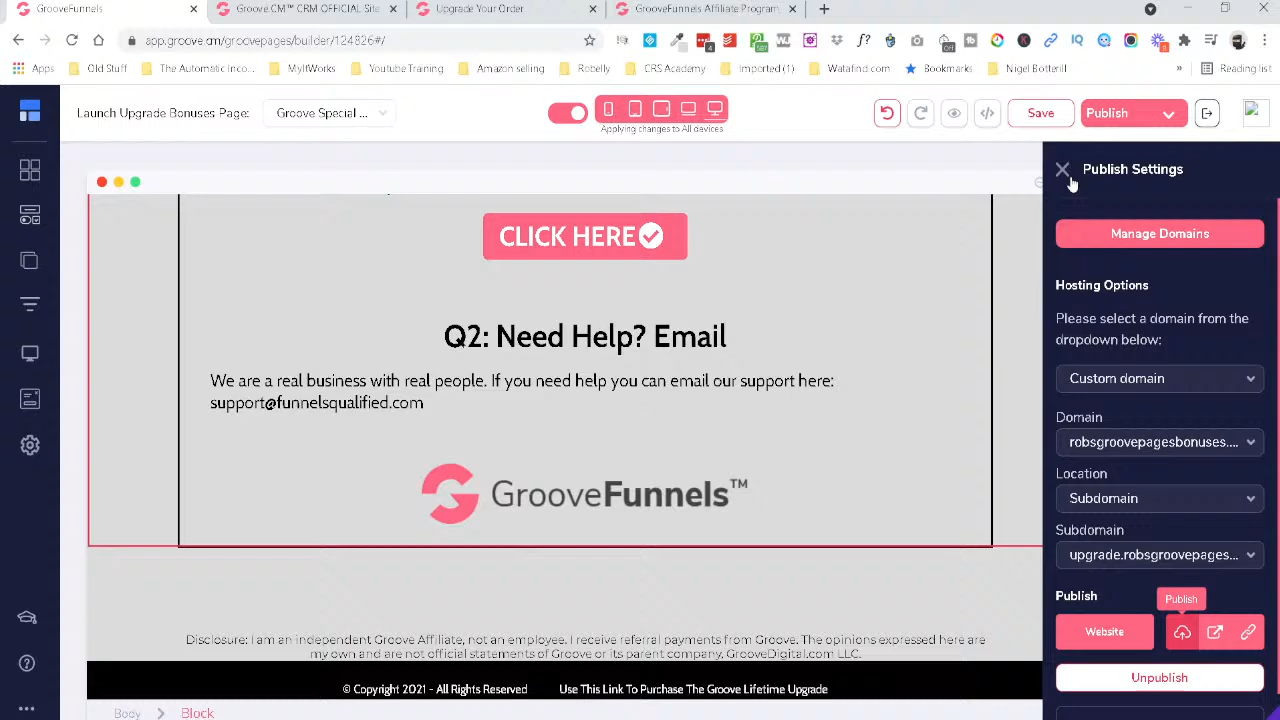 GrooveFunnels
Groove.CM™ CRM OFFICIAL Site
Upgrade Your Order
GrooveFunnels Affiliate Program
app.groove.cm/groovepages/builder/124826#/
Apps
Old Stuff
The Automatic Inco...
MyItWorks
Youtube Training
Amazon selling
Robelly
CRS Academy
Imported (1)
Watafind.com
Bookmarks
Nigel Botterill
»
Reading list
Launch Upgrade Bonuses Page:
Groove Special ...
Applying changes to All devices
Save
Publish
Publish Settings
CLICK HERE
Q2: Need Help? Email
We are a real business with real people. If you need help you can email our support here:
support@funnelsqualified.com
GrooveFunnels™
Disclosure: I am an independent Groove Affiliate, not an employee. I receive referral payments from Groove. The opinions expressed here are
my own and are not official statements of Groove or its parent company, GrooveDigital.com LLC.
© Copyright 2021 - All Rights Reserved
Use This Link To Purchase The Groove Lifetime Upgrade
Body
Block
Manage Domains
Hosting Options
Please select a domain from the
dropdown below:
Custom domain
Domain
robsgroovepagesbonuses....
Location
Subdomain
Subdomain
upgrade.robsgroovepages...
Publish
Publish
Website
Unpublish